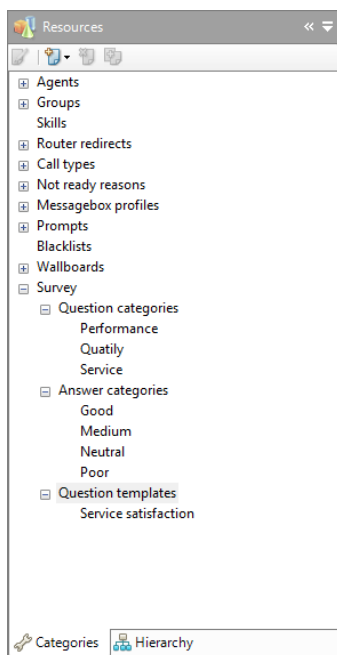 Resources
Agents
Groups
Skills
Router redirects
Call types
Not ready reasons
Messagebox profiles
Prompts
Blacklists
Wallboards
Survey
Question categories
Performance
Quatily
Service
Answer categories
Good
Medium
Neutral
Poor
Question templates
Service satisfaction
Categories
Hierarchy